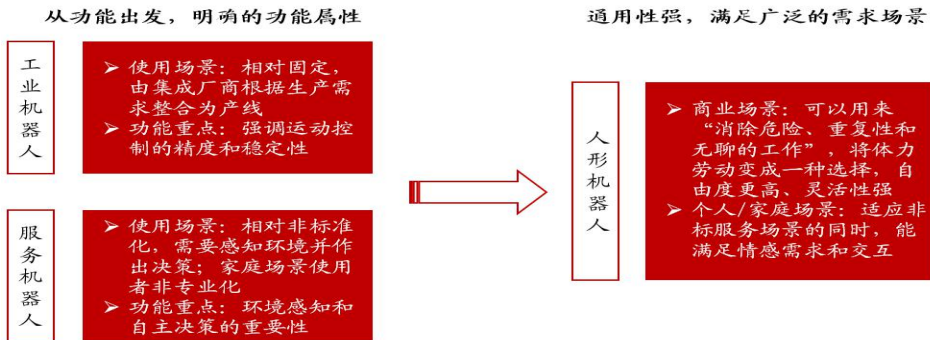 从功能出发，明确的功能属性
工业机器人
➢ 使用场景：相对固定，
由集成厂商根据生产需
求整合为产线
➢ 功能重点：强调运动控
制的精度和稳定性
服务机器人
➢ 使用场景：相对非标准
化，需要感知环境并作
出决策；家庭场景使用
者非专业化
➢ 功能重点：环境感知和
自主决策的重要性
通用性强，满足广泛的需求场景
人形机器人
➢ 商业场景：可以用来
“消除危险、重复性和
无聊的工作”，将体力
劳动变成一种选择，自
由度更高、灵活性强
➢ 个人/家庭场景：适应非
标服务场景的同时，能
满足情感需求和交互